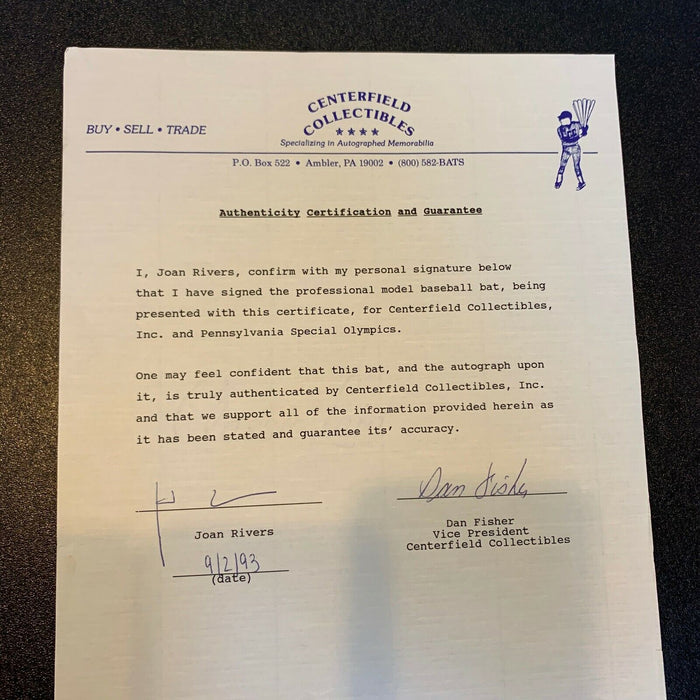 CENTERFIELD
COLLECTIBLES
BUY • SELL • TRADE
★★★★
Specializing in Autographed Memorabilia
P.O. Box 522 • Ambler, PA 19002 • (800) 582-BATS
Authenticity Certification and Guarantee
I, Joan Rivers, confirm with my personal signature below
that I have signed the professional model baseball bat, being
presented with this certificate, for Centerfield Collectibles,
Inc. and Pennsylvania Special Olympics.
One may feel confident that this bat, and the autograph upon
it, is truly authenticated by Centerfield Collectibles, Inc.
and that we support all of the information provided herein as
it has been stated and guarantee its' accuracy.
Dan Fisher
Joan Rivers
9/2/93
(date)
Dan Fisher
Vice President
Centerfield Collectibles